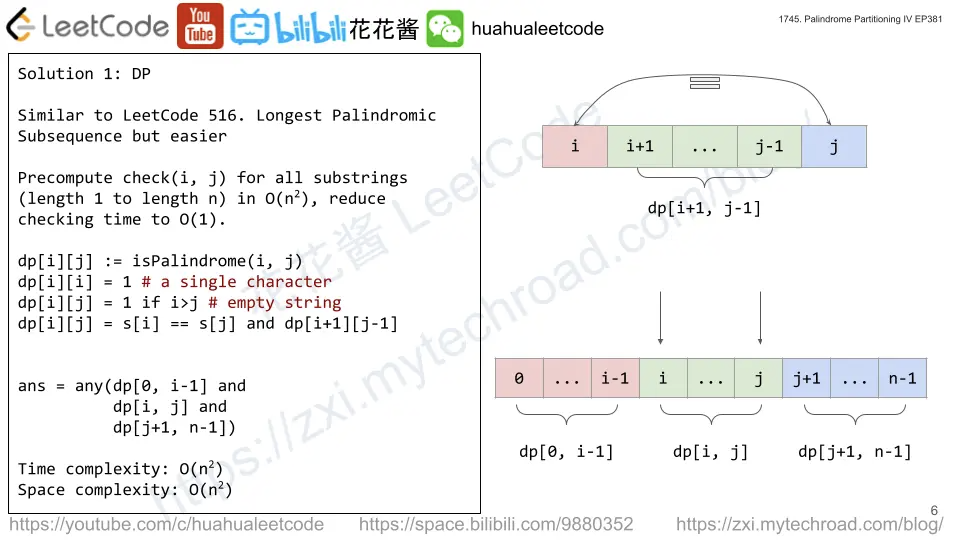 LeetCode You Tube bilibili 花花酱 huahualeetcode
1745. Palindrome Partitioning IV EP381
Solution 1: DP
Similar to LeetCode 516. Longest Palindromic
Subsequence but easier
Precompute check(i, j) for all substrings
(length 1 to length n) in O(n²), reduce
checking time to O(1).
dp[i][j] := isPalindrome(i, j)
dp[i][i] = 1 # a single character
dp[i][j] = 1 if i>j # empty string
dp[i][j] = s[i] == s[j] and dp[i+1][j-1]
ans = any(dp[0, i-1] and
dp[i, j] and
dp[j+1, n-1])
Time complexity: O(n²)
Space complexity: O(n²)
i i+1 ... j-1 j
dp[i+1, j-1]
0 ... i-1 i ... j j+1 ... n-1
dp[0, i-1] dp[i, j] dp[j+1, n-1]
花花酱 LeetCode
https://zxi.mytechroad.com/blog/
6
https://youtube.com/c/huahualeetcode https://space.bilibili.com/9880352 https://zxi.mytechroad.com/blog/